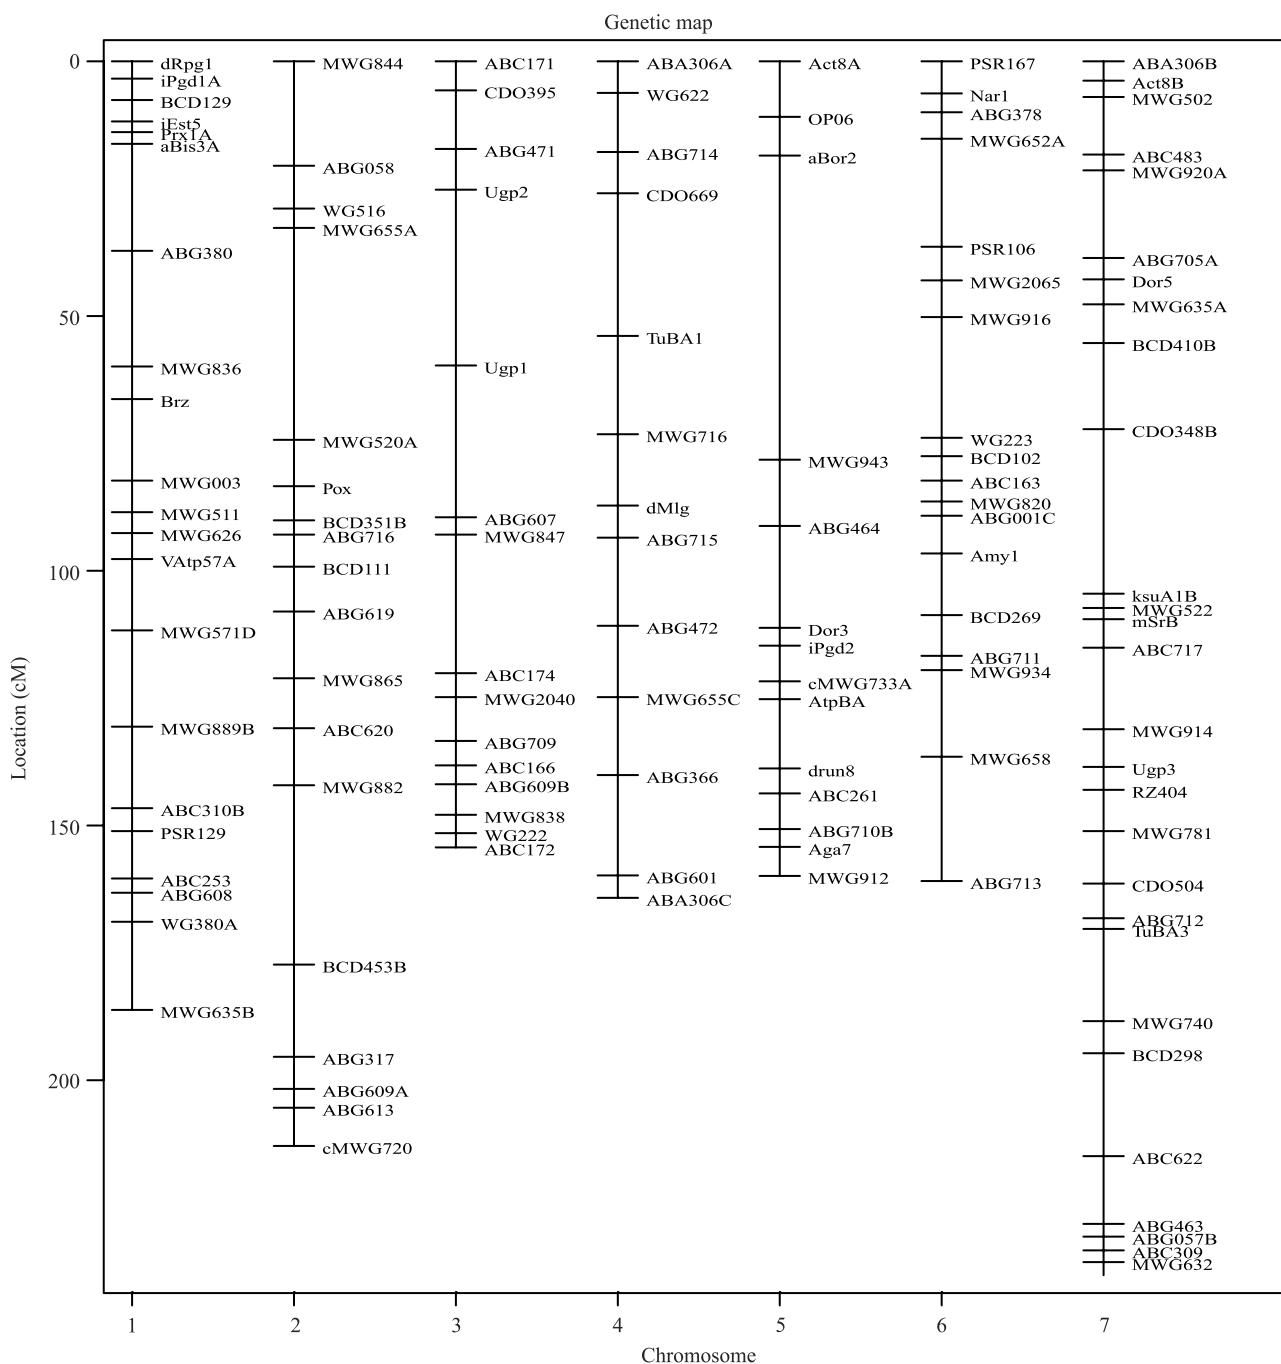 Genetic map
Location (cM)
0
50
100
150
200
dRpg1
iPgd1A
BCD129
iEst5
Prx1A
aBis3A
ABG380
MWG836
Brz
MWG003
MWG511
MWG626
VAtp57A
MWG571D
MWG889B
ABC310B
PSR129
ABC253
ABG608
WG380A
MWG635B
MWG844
ABG058
WG516
MWG655A
MWG520A
Pox
BCD351B
ABG716
BCD111
ABG619
MWG865
ABC620
MWG882
BCD453B
ABG317
ABG609A
ABG613
cMWG720
ABC171
CDO395
ABG471
Ugp2
Ugp1
ABG607
MWG847
ABC174
MWG2040
ABG709
ABC166
ABG609B
MWG838
WG222
ABC172
ABA306A
WG622
ABG714
CDO669
TuBA1
MWG716
dMlg
ABG715
ABG472
MWG655C
ABG366
ABG601
ABA306C
Act8A
OP06
aBor2
MWG943
ABG464
Dor3
iPgd2
cMWG733A
AtpBA
drun8
ABC261
ABG710B
Aga7
MWG912
PSR167
Nar1
ABG378
MWG652A
PSR106
MWG2065
MWG916
WG223
BCD102
ABC163
MWG820
ABG001C
Amy1
BCD269
ABG711
MWG934
MWG658
ABG713
ABA306B
Act8B
MWG502
ABC483
MWG920A
ABG705A
Dor5
MWG635A
BCD410B
CDO348B
ksuA1B
MWG522
mSrB
ABC717
MWG914
Ugp3
RZ404
MWG781
CDO504
ABG712
TuBA3
MWG740
BCD298
ABC622
ABG463
ABG057B
ABC309
MWG632
1 2 3 4 5 6 7
Chromosome